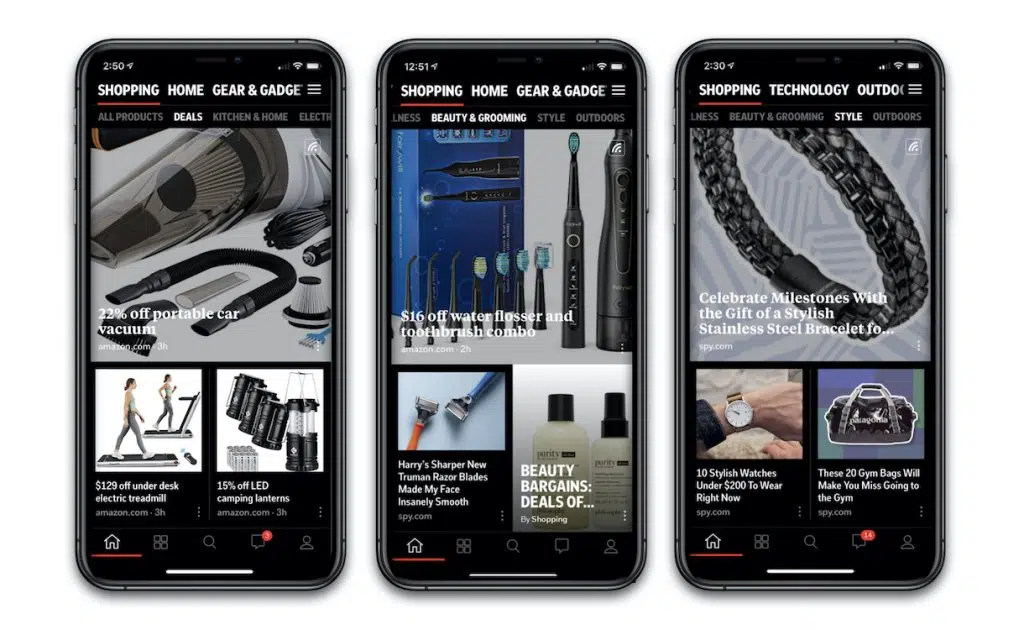 2:50
SHOPPING HOME GEAR & GADGE
ALL PRODUCTS DEALS KITCHEN & HOME ELECTR
22% off portable car
vacuum
amazon.com · 3h
$129 off under desk
electric treadmill
amazon.com · 3h
15% off LED
camping lanterns
amazon.com · 3h
3
12:51
SHOPPING HOME GEAR & GADGE
LLNESS BEAUTY & GROOMING STYLE OUTDOORS
$16 off water flosser and
toothbrush combo
amazon.com · 2h
Harry's Sharper New
Truman Razor Blades
Made My Face
Insanely Smooth
spy.com
purity
purity
philosophy
BEAUTY
BARGAINS:
DEALS OF...
By Shopping
2:30
SHOPPING TECHNOLOGY OUTDO
LLNESS BEAUTY & GROOMING STYLE OUTDOORS
Celebrate Milestones With
the Gift of a Stylish
Stainless Steel Bracelet fo...
spy.com
10 Stylish Watches
Under $200 To Wear
Right Now
spy.com
patagonia
These 20 Gym Bags Will
Make You Miss Going to
the Gym
spy.com
14